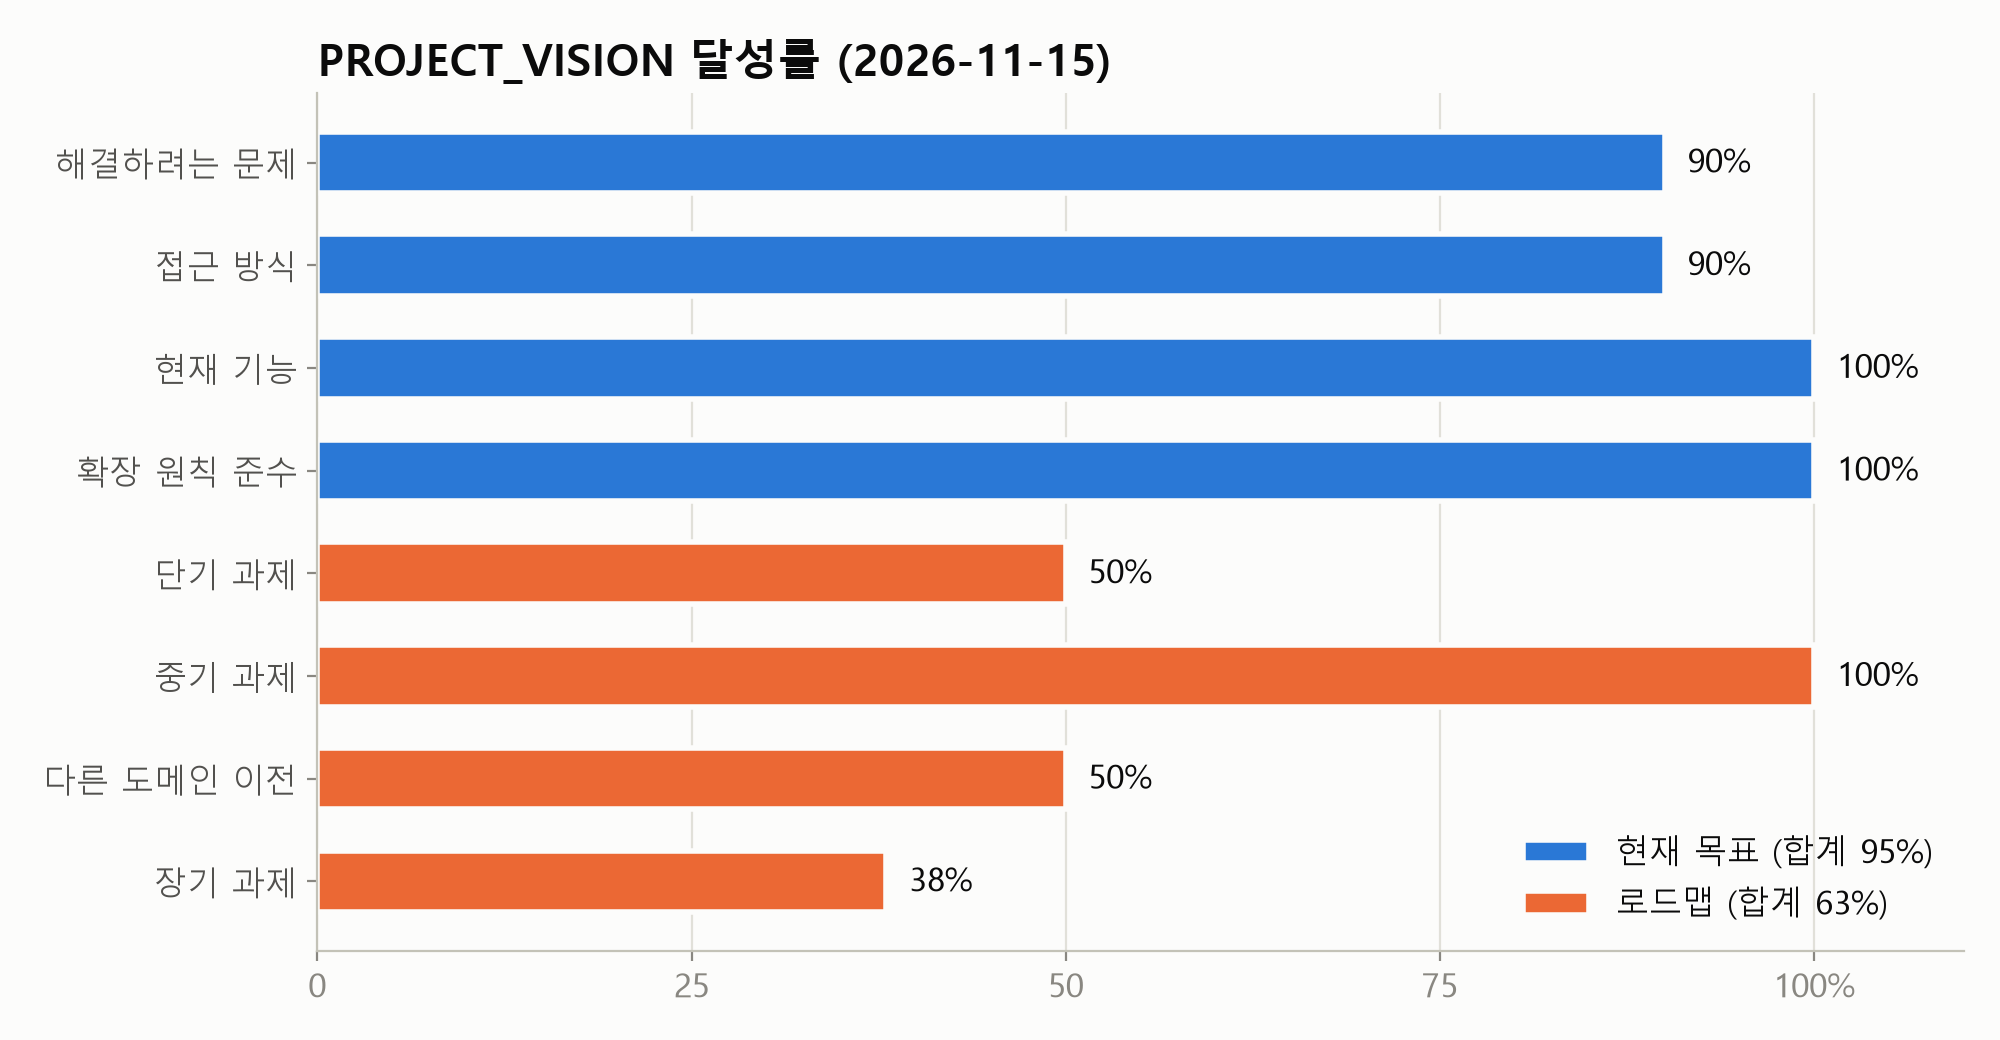 PROJECT_VISION 달성률 (2026-11-15)
해결하려는 문제 90%
접근 방식 90%
현재 기능 100%
확장 원칙 준수 100%
단기 과제 50%
중기 과제 100%
다른 도메인 이전 50%
장기 과제 38%
현재 목표 (합계 95%)
로드맵 (합계 63%)
0 25 50 75 100%